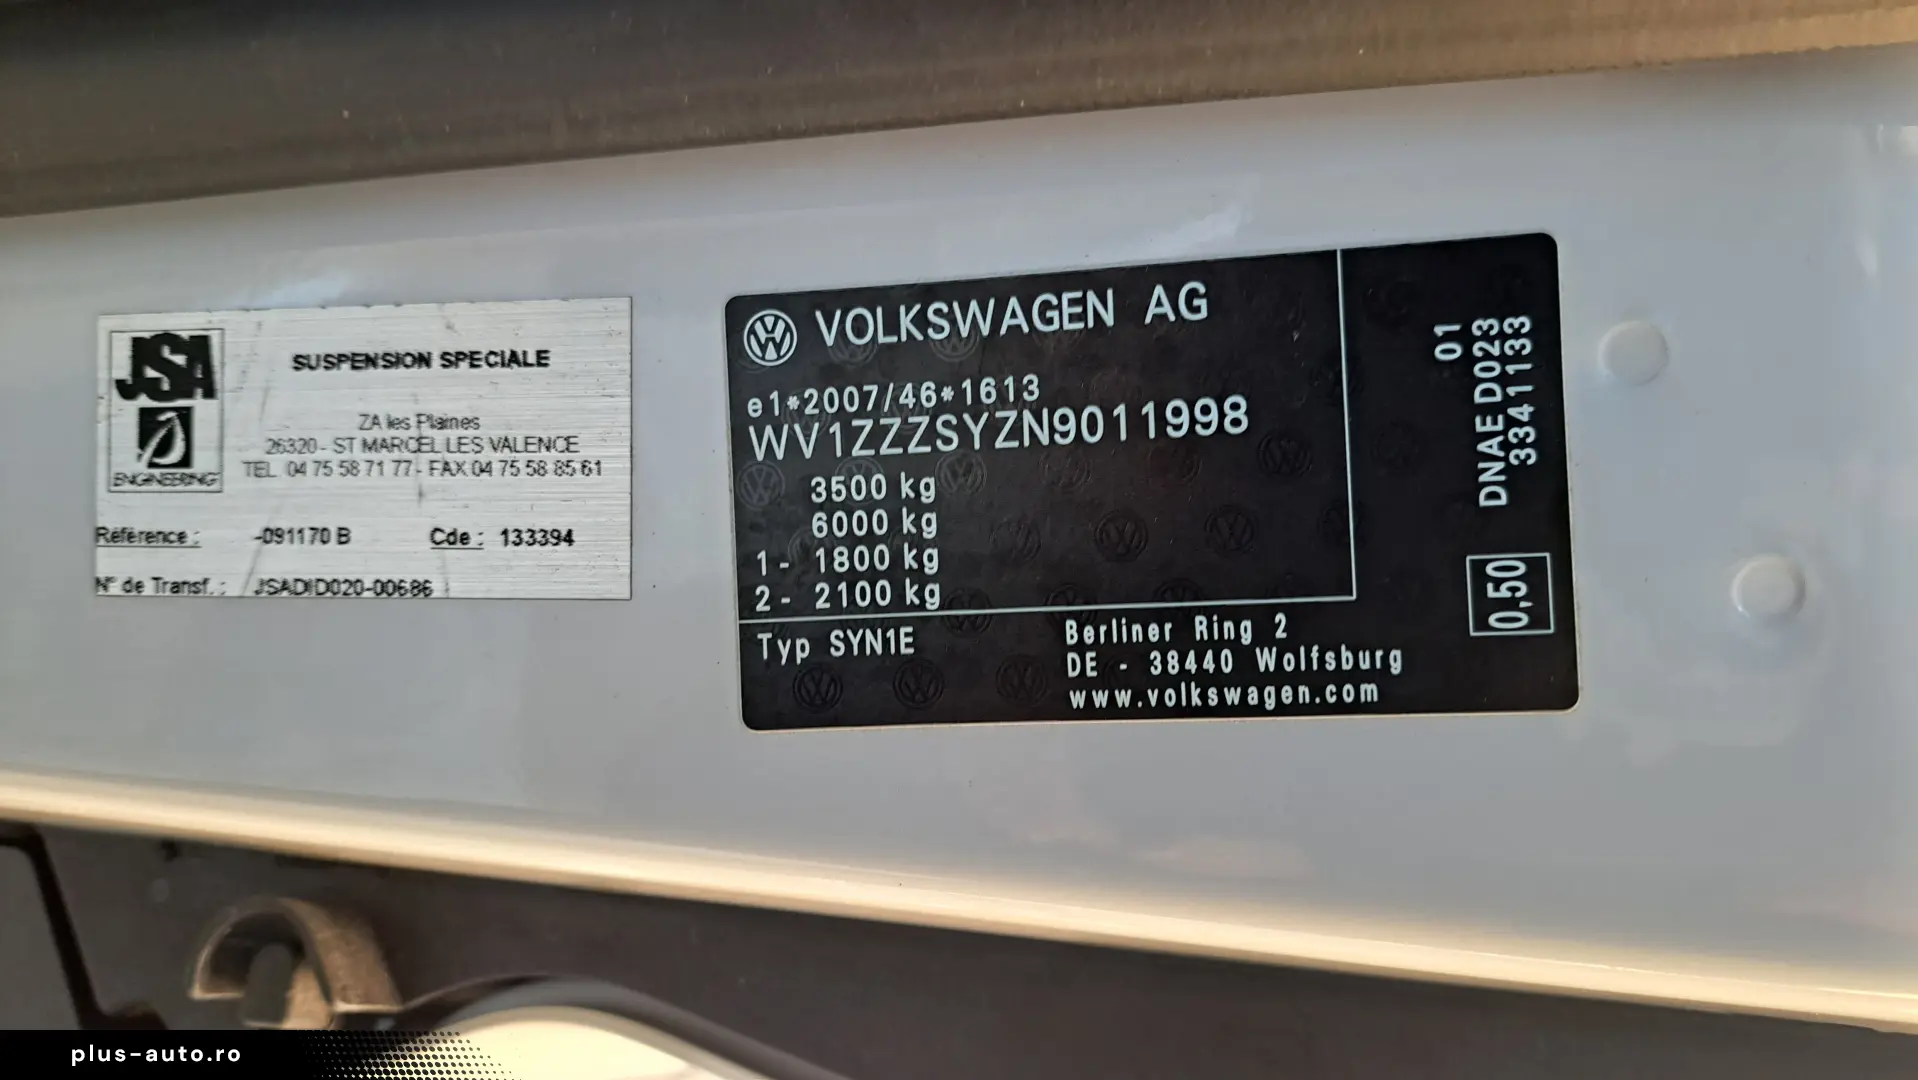 JSA
ENGINEERING
SUSPENSION SPECIALE
ZA les Plaines
26320 - ST MARCEL LES VALENCE
TEL 04 75 58 71 77 - FAX 04 75 58 85 61
Référence : -091170 B Cde : 133394
N° de Transf. : JSADID020-00686
VOLKSWAGEN AG
e1*2007/46*1613
WV1ZZZSYZN9011998
3500 kg
6000 kg
1 - 1800 kg
2 - 2100 kg
Typ SYN1E
Berliner Ring 2
DE - 38440 Wolfsburg
www.volkswagen.com
01
DNAE D023
33411133
0,50
plus-auto.ro